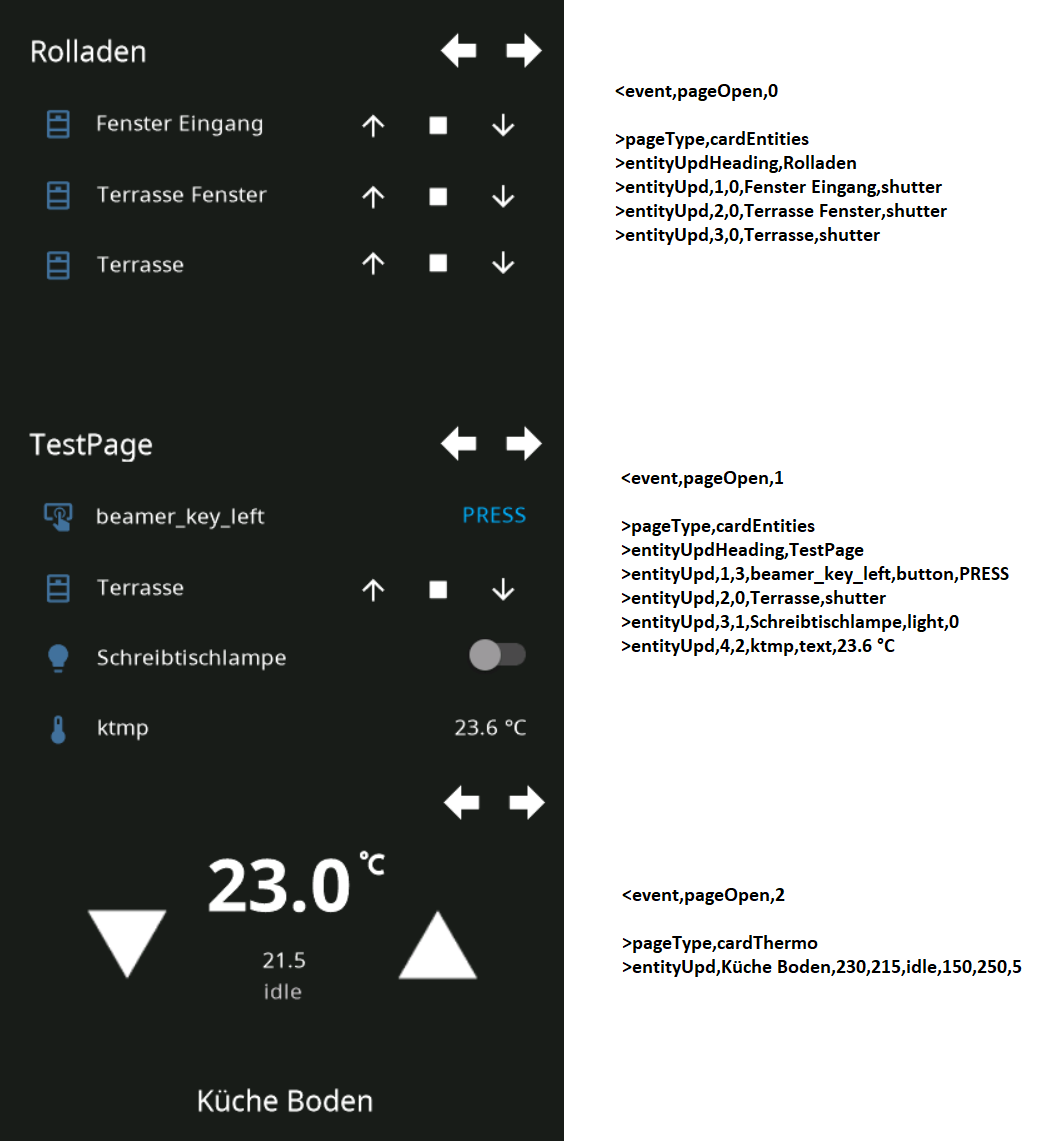 Rolladen
Fenster Eingang
Terrasse Fenster
Terrasse
<event,pageOpen,0
>pageType,cardEntities
>entityUpdHeading,Rolladen
>entityUpd,1,0,Fenster Eingang,shutter
>entityUpd,2,0,Terrasse Fenster,shutter
>entityUpd,3,0,Terrasse,shutter
TestPage
beamer_key_left PRESS
Terrasse
Schreibtischlampe
ktmp 23.6 °C
<event,pageOpen,1
>pageType,cardEntities
>entityUpdHeading,TestPage
>entityUpd,1,3,beamer_key_left,button,PRESS
>entityUpd,2,0,Terrasse,shutter
>entityUpd,3,1,Schreibtischlampe,light,0
>entityUpd,4,2,ktmp,text,23.6 °C
23.0 °C
21.5
idle
Küche Boden
<event,pageOpen,2
>pageType,cardThermo
>entityUpd,Küche Boden,230,215,idle,150,250,5